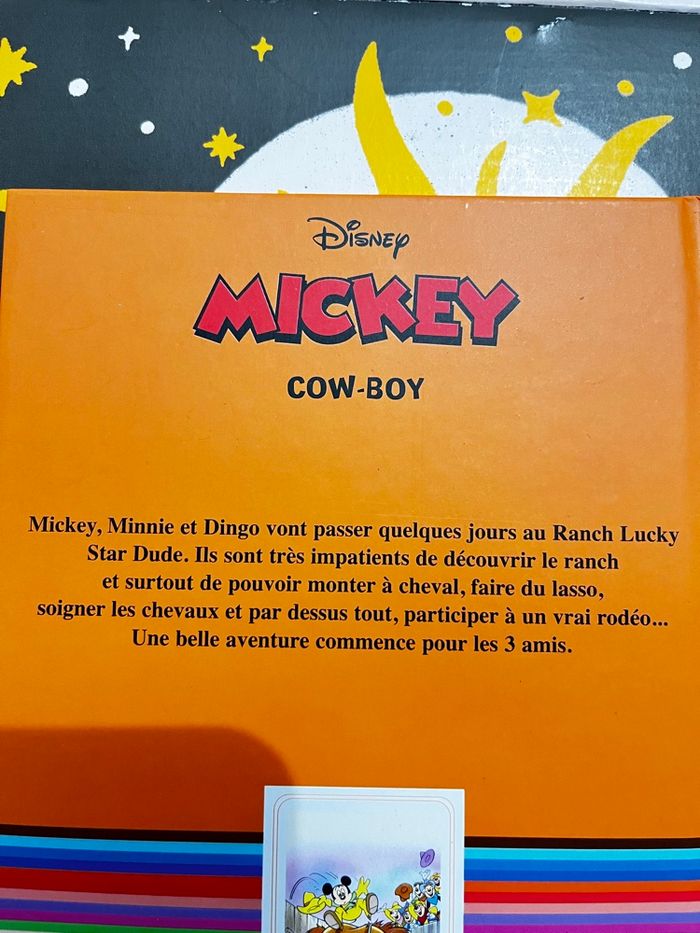 Disney
MICKEY
COW-BOY
Mickey, Minnie et Dingo vont passer quelques jours au Ranch Lucky
Star Dude. Ils sont très impatients de découvrir le ranch
et surtout de pouvoir monter à cheval, faire du lasso,
soigner les chevaux et par dessus tout, participer à un vrai rodéo...
Une belle aventure commence pour les 3 amis.